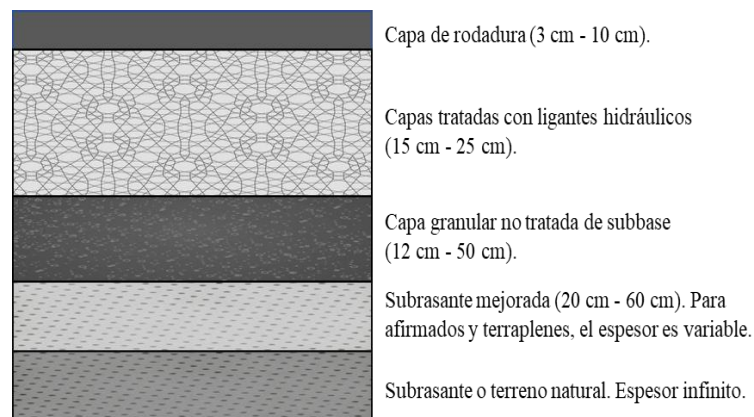 Capa de rodadura (3 cm - 10 cm).
Capas tratadas con ligantes hidráulicos
(15 cm - 25 cm).
Capa granular no tratada de subbase
(12 cm - 50 cm).
Subrasante mejorada (20 cm - 60 cm). Para
afirmados y terraplenes, el espesor es variable.
Subrasante o terreno natural. Espesor infinito.